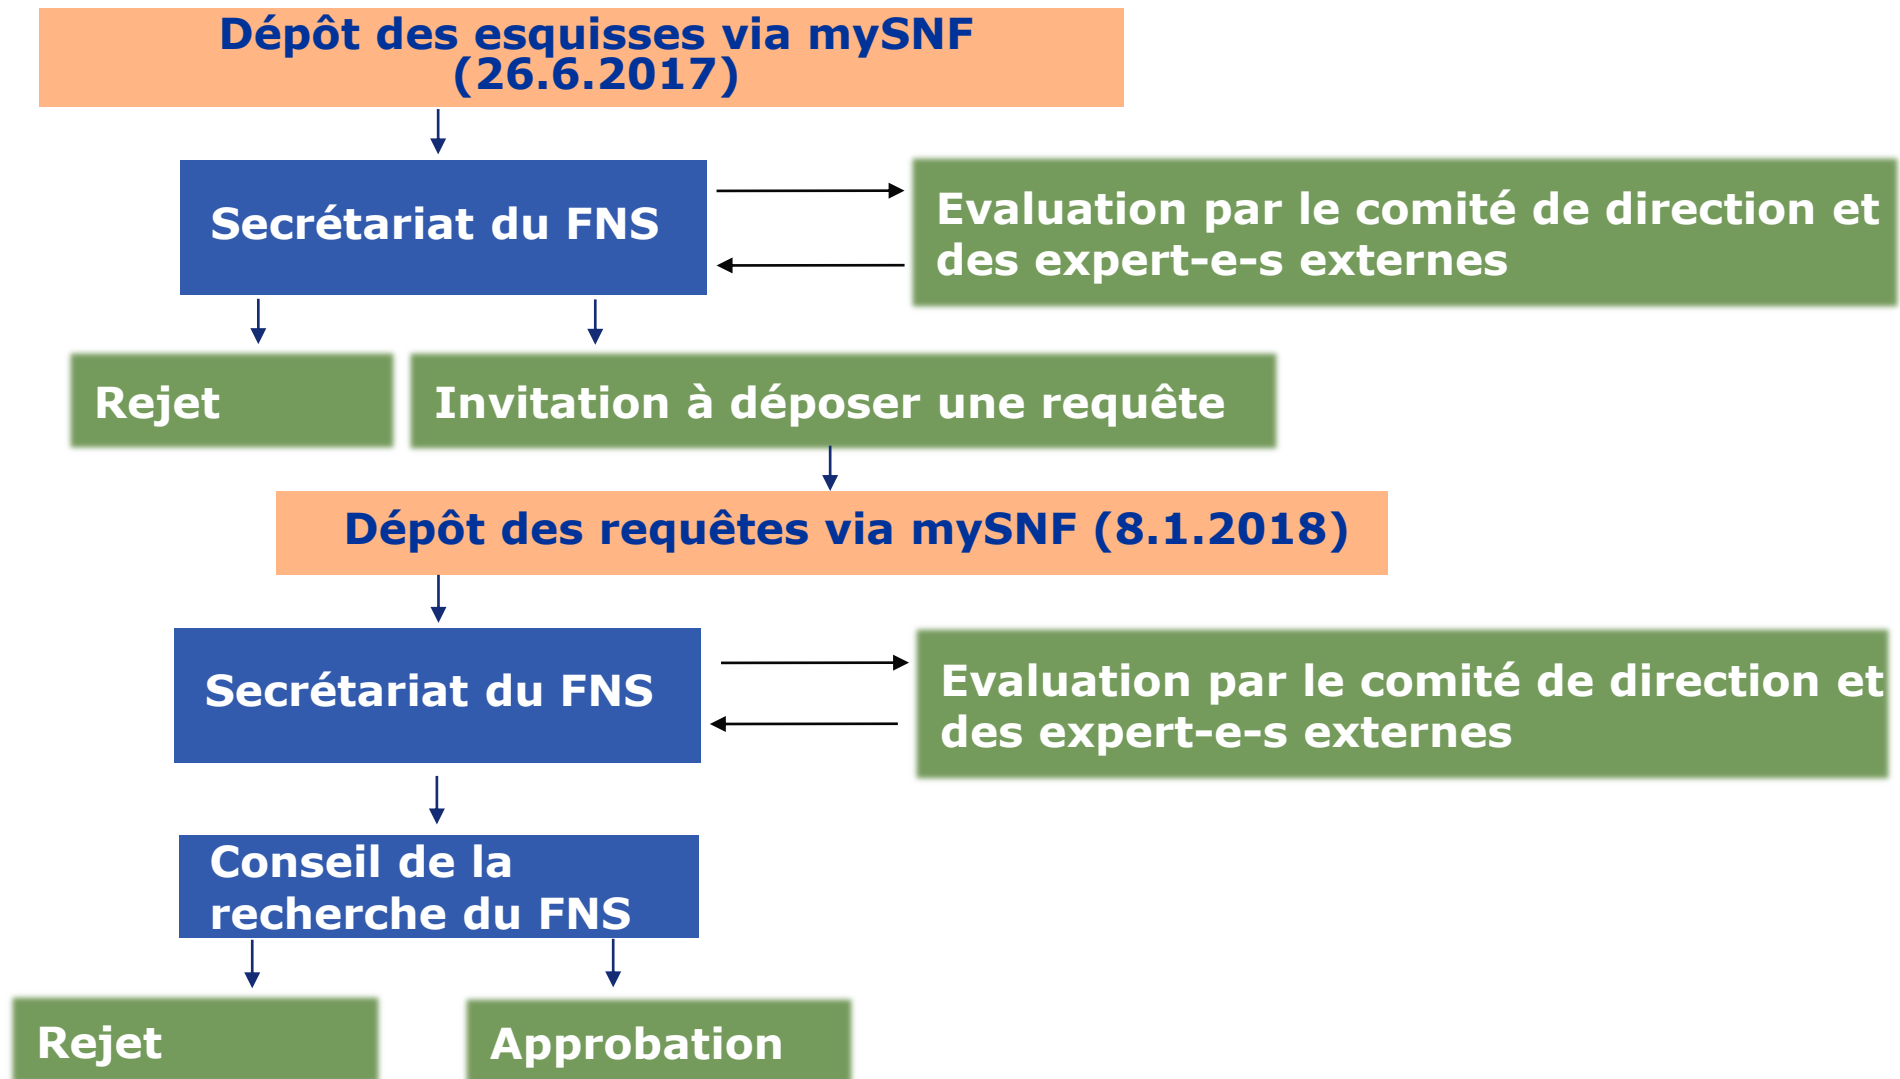 Dépôt des esquisses via mySNF
(26.6.2017)
Secrétariat du FNS
Evaluation par le comité de direction et
des expert-e-s externes
Rejet
Invitation à déposer une requête
Dépôt des requêtes via mySNF (8.1.2018)
Secrétariat du FNS
Evaluation par le comité de direction et
des expert-e-s externes
Conseil de la
recherche du FNS
Rejet
Approbation